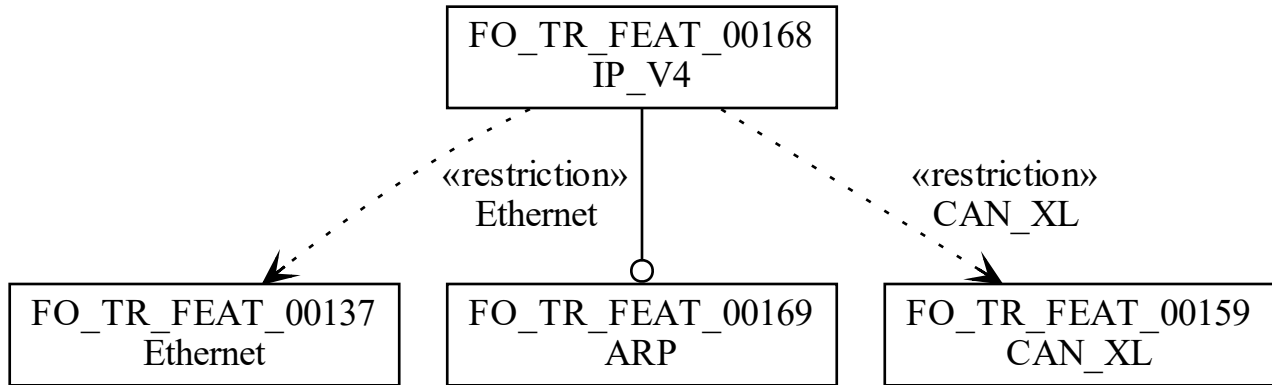 FO_TR_FEAT_00168
IP_V4
«restriction»
Ethernet
«restriction»
CAN_XL
FO_TR_FEAT_00137
Ethernet
FO_TR_FEAT_00169
ARP
FO_TR_FEAT_00159
CAN_XL